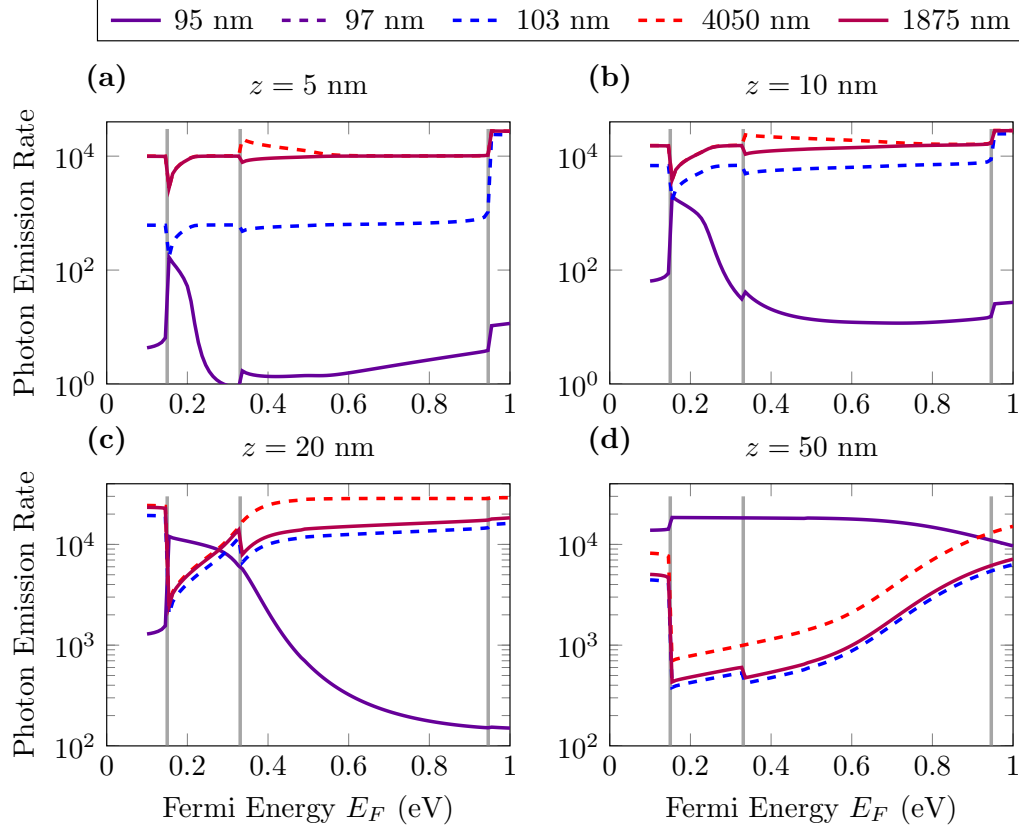 95 nm 97 nm 103 nm 4050 nm 1875 nm
(a) z = 5 nm
(b) z = 10 nm
Photon Emission Rate
10^4
10^2
10^0
0 0.2 0.4 0.6 0.8 1
10^4
10^2
10^0
0 0.2 0.4 0.6 0.8 1
(c) z = 20 nm
(d) z = 50 nm
Photon Emission Rate
10^4
10^3
10^2
0 0.2 0.4 0.6 0.8 1
Fermi Energy E_F (eV)
10^4
10^3
10^2
0 0.2 0.4 0.6 0.8 1
Fermi Energy E_F (eV)